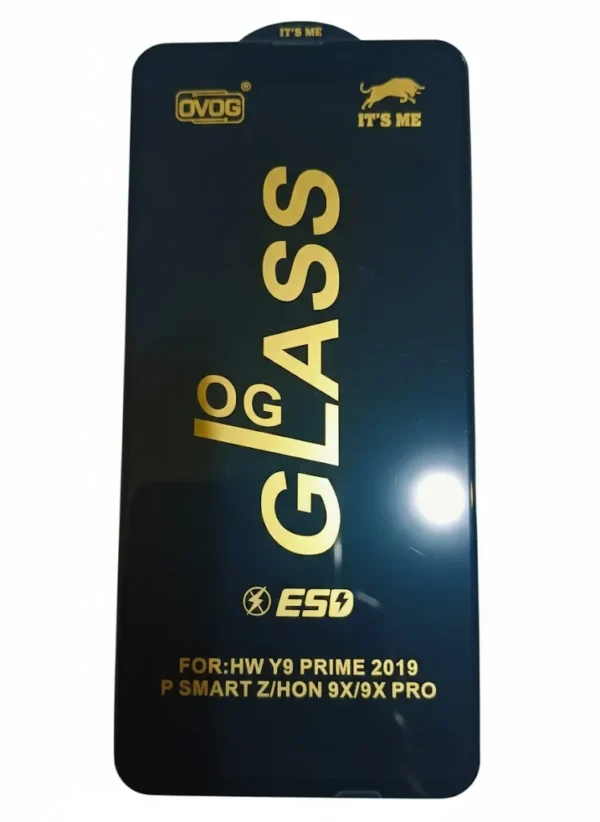 IT'S ME
OVOG®
IT'S ME
OG
GLASS
ESD
FOR:HW Y9 PRIME 2019
P SMART Z/HON 9X/9X PRO